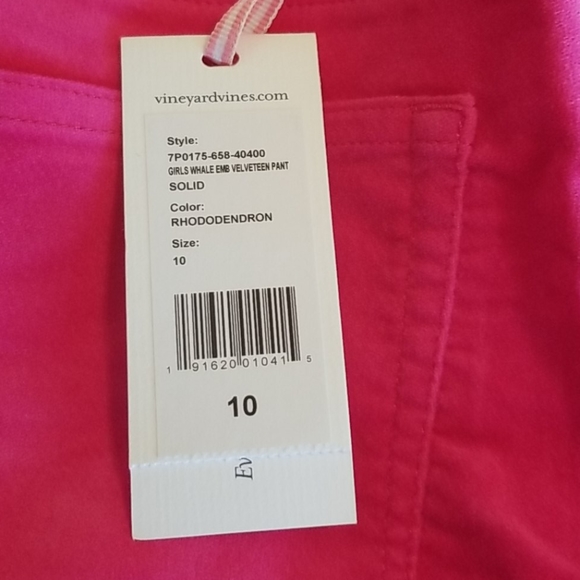 vineyardvines.com
Style:
7P0175-658-40400
GIRLS WHALE EMB VELVETEEN PANT
SOLID
Color:
RHODODENDRON
Size:
10
1 91620 01041 5
10
Ev